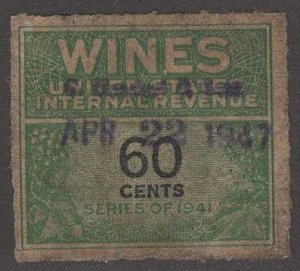 WINES
UNITED STATES
INTERNAL REVENUE
APR 22 1947
60
CENTS
SERIES OF 1941